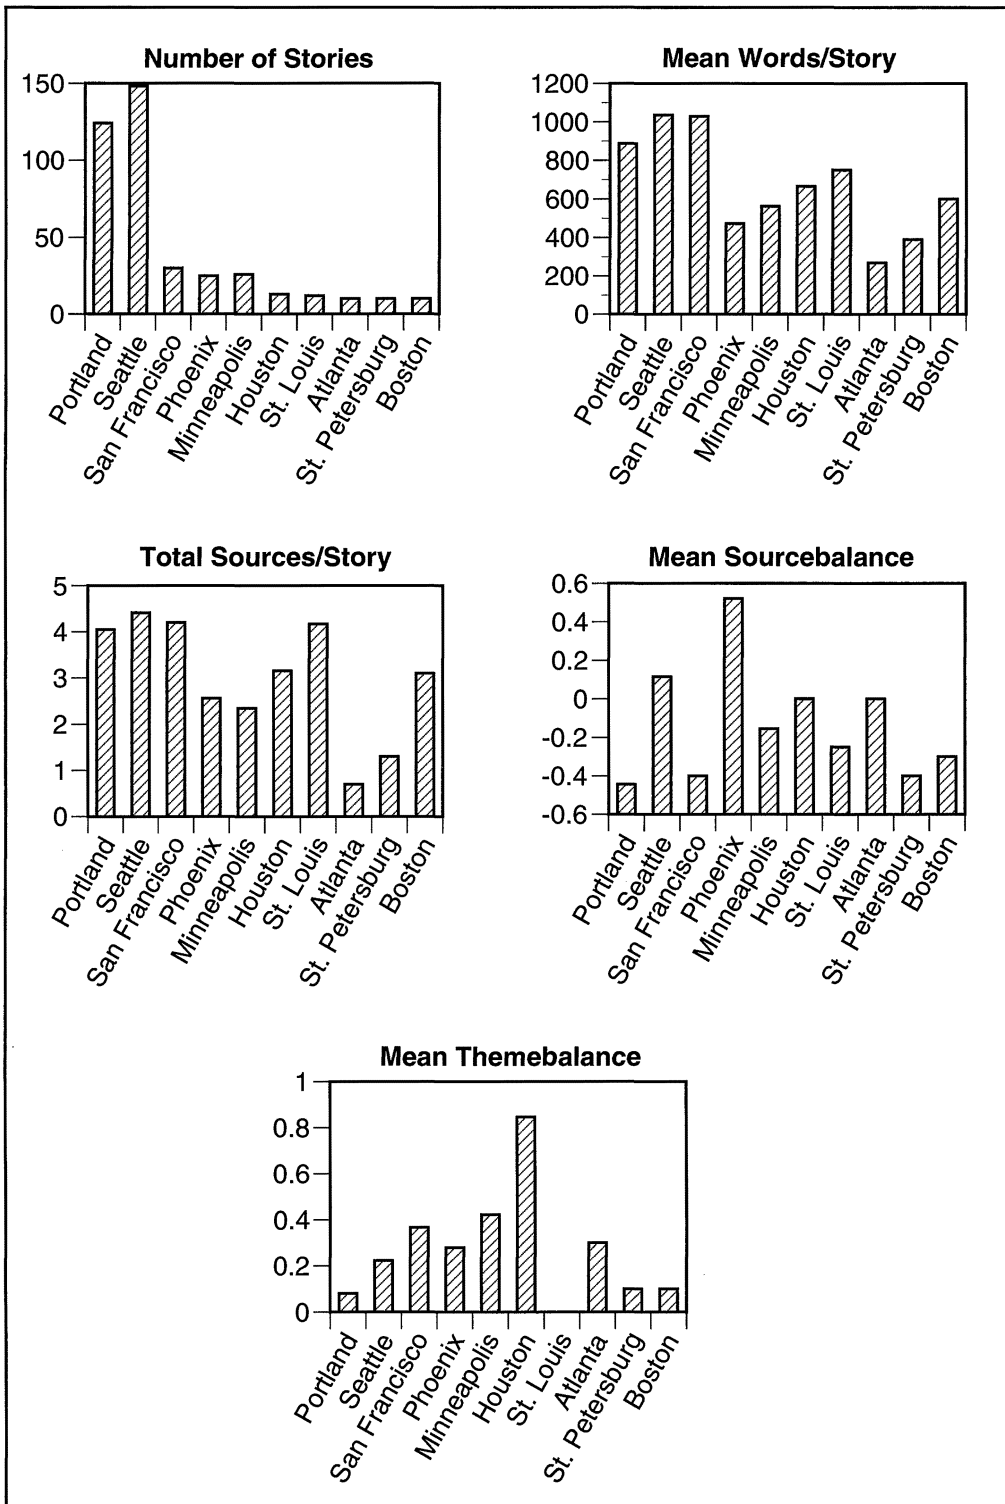 Number of Stories
150
100
50
0
Portland
Seattle
San Francisco
Phoenix
Minneapolis
Houston
St. Louis
Atlanta
St. Petersburg
Boston
Mean Words/Story
1200
1000
800
600
400
200
0
Portland
Seattle
San Francisco
Phoenix
Minneapolis
Houston
St. Louis
Atlanta
St. Petersburg
Boston
Total Sources/Story
5
4
3
2
1
0
Portland
Seattle
San Francisco
Phoenix
Minneapolis
Houston
St. Louis
Atlanta
St. Petersburg
Boston
Mean Sourcebalance
0.6
0.4
0.2
0
-0.2
-0.4
-0.6
Portland
Seattle
San Francisco
Phoenix
Minneapolis
Houston
St. Louis
Atlanta
St. Petersburg
Boston
Mean Themebalance
1
0.8
0.6
0.4
0.2
0
Portland
Seattle
San Francisco
Phoenix
Minneapolis
Houston
St. Louis
Atlanta
St. Petersburg
Boston